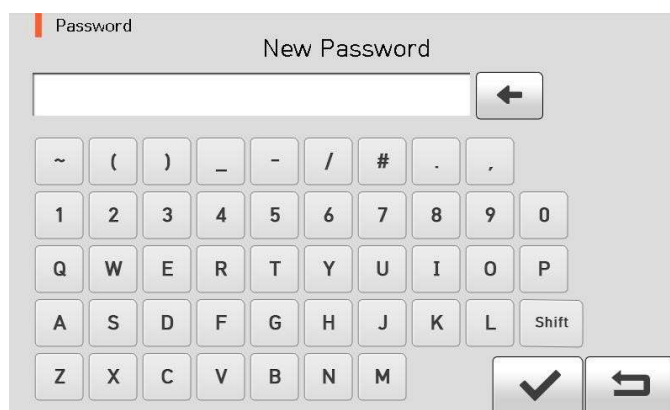 Password
New Password
~ ( ) _ - / # . ,
1 2 3 4 5 6 7 8 9 0
Q W E R T Y U I O P
A S D F G H J K L Shift
Z X C V B N M